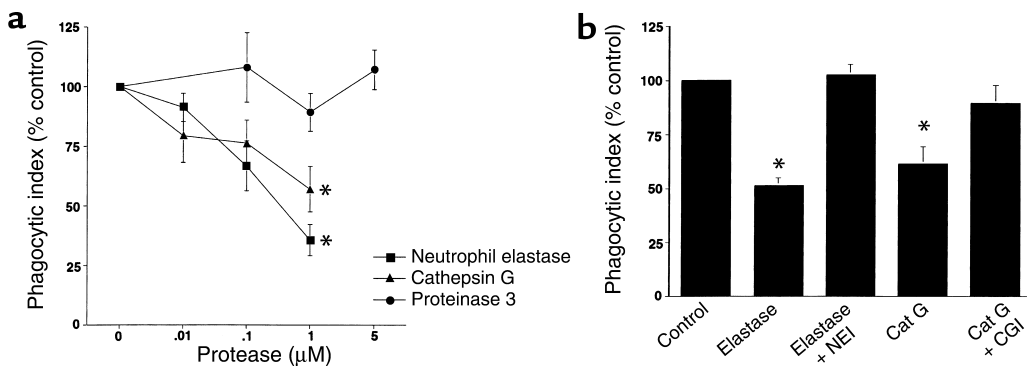 a
Phagocytic index (% control)
125
100
75
50
25
0
0 .01 .1 1 5
Protease (µM)
*
*
Neutrophil elastase
Cathepsin G
Proteinase 3
b
Phagocytic index (% control)
125
100
75
50
25
0
*
*
Control
Elastase
Elastase
+ NEI
Cat G
Cat G
+ CGI